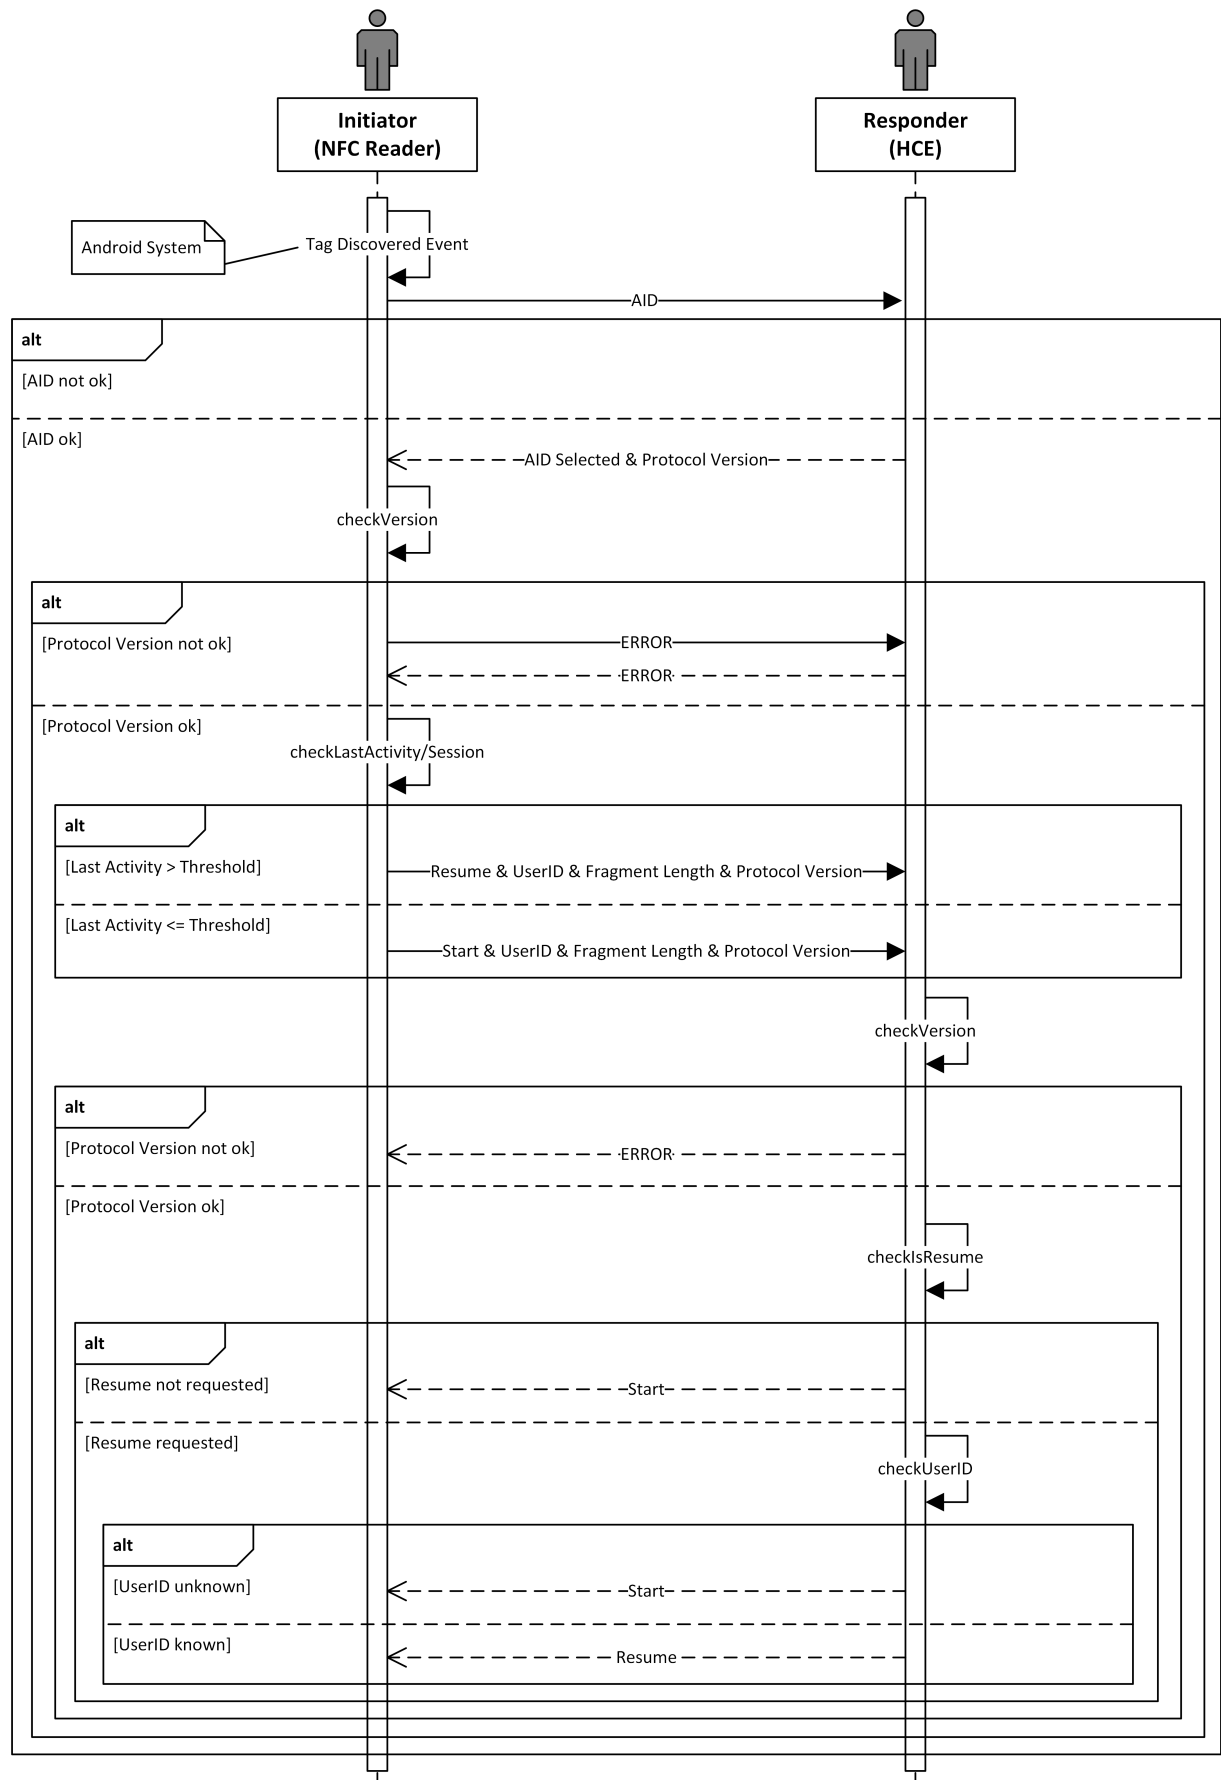 Initiator
(NFC Reader)
Responder
(HCE)
Android System
Tag Discovered Event
AID
alt
[AID not ok]
[AID ok]
AID Selected & Protocol Version
checkVersion
alt
[Protocol Version not ok]
ERROR
ERROR
[Protocol Version ok]
checkLastActivity/Session
alt
[Last Activity > Threshold]
Resume & UserID & Fragment Length & Protocol Version
[Last Activity <= Threshold]
Start & UserID & Fragment Length & Protocol Version
checkVersion
alt
[Protocol Version not ok]
ERROR
[Protocol Version ok]
checkIsResume
alt
[Resume not requested]
Start
[Resume requested]
checkUserID
alt
[UserID unknown]
Start
[UserID known]
Resume